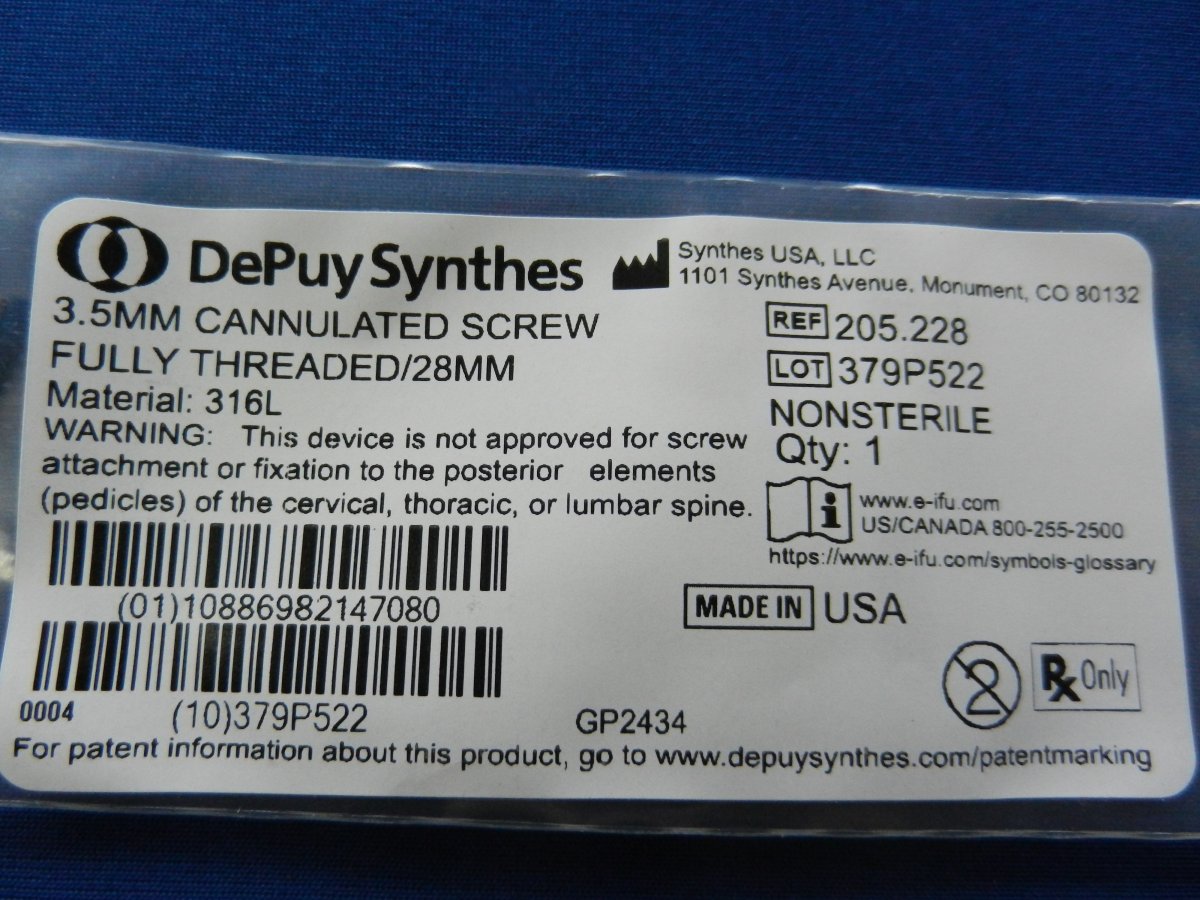 DePuy Synthes
3.5MM CANNULATED SCREW
FULLY THREADED/28MM
Material: 316L
WARNING: This device is not approved for screw
attachment or fixation to the posterior elements
(pedicles) of the cervical, thoracic, or lumbar spine.
(01)10886982147080
0004 (10)379P522
Synthes USA, LLC
1101 Synthes Avenue, Monument, CO 80132
REF 205.228
LOT 379P522
NONSTERILE
Qty: 1
i
www.e-ifu.com
US/CANADA 800-255-2500
https://www.e-ifu.com/symbols-glossary
MADE IN USA
2
Rx Only
GP2434
For patent information about this product, go to www.depuysynthes.com/patentmarking